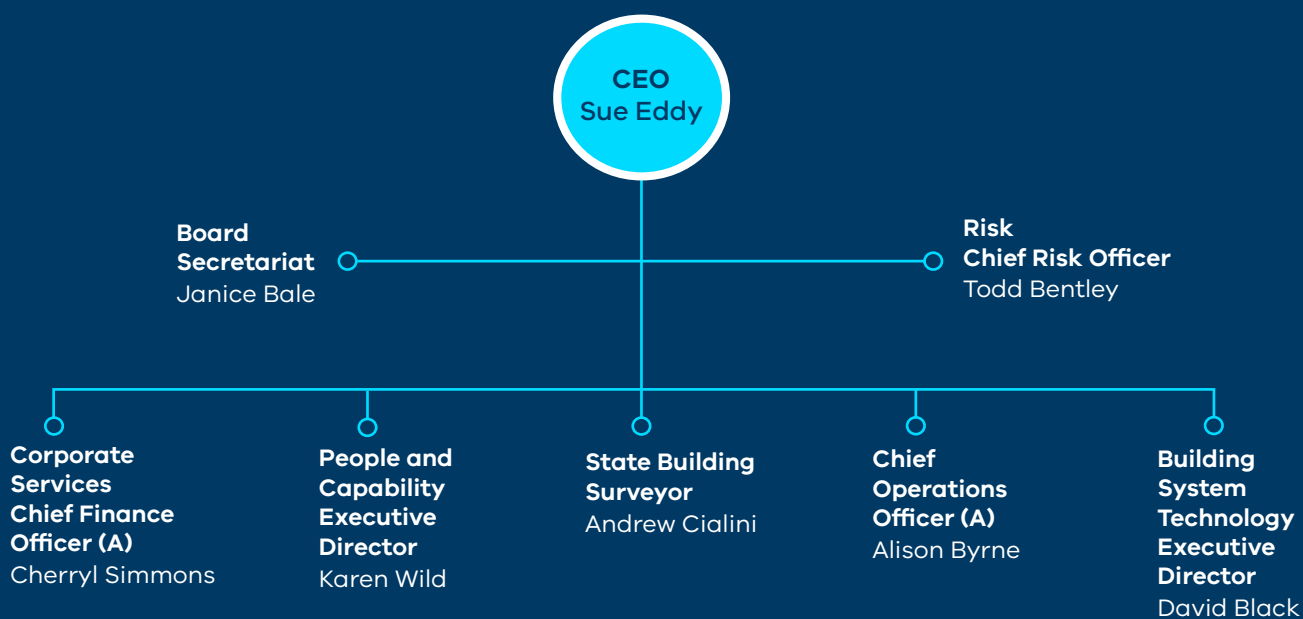 CEO
Sue Eddy
Board
Secretariat
Janice Bale
Risk
Chief Risk Officer
Todd Bentley
Corporate
Services
Chief Finance
Officer (A)
Cherryl Simmons
People and
Capability
Executive
Director
Karen Wild
State Building
Surveyor
Andrew Cialini
Chief
Operations
Officer (A)
Alison Byrne
Building
System
Technology
Executive
Director
David Black